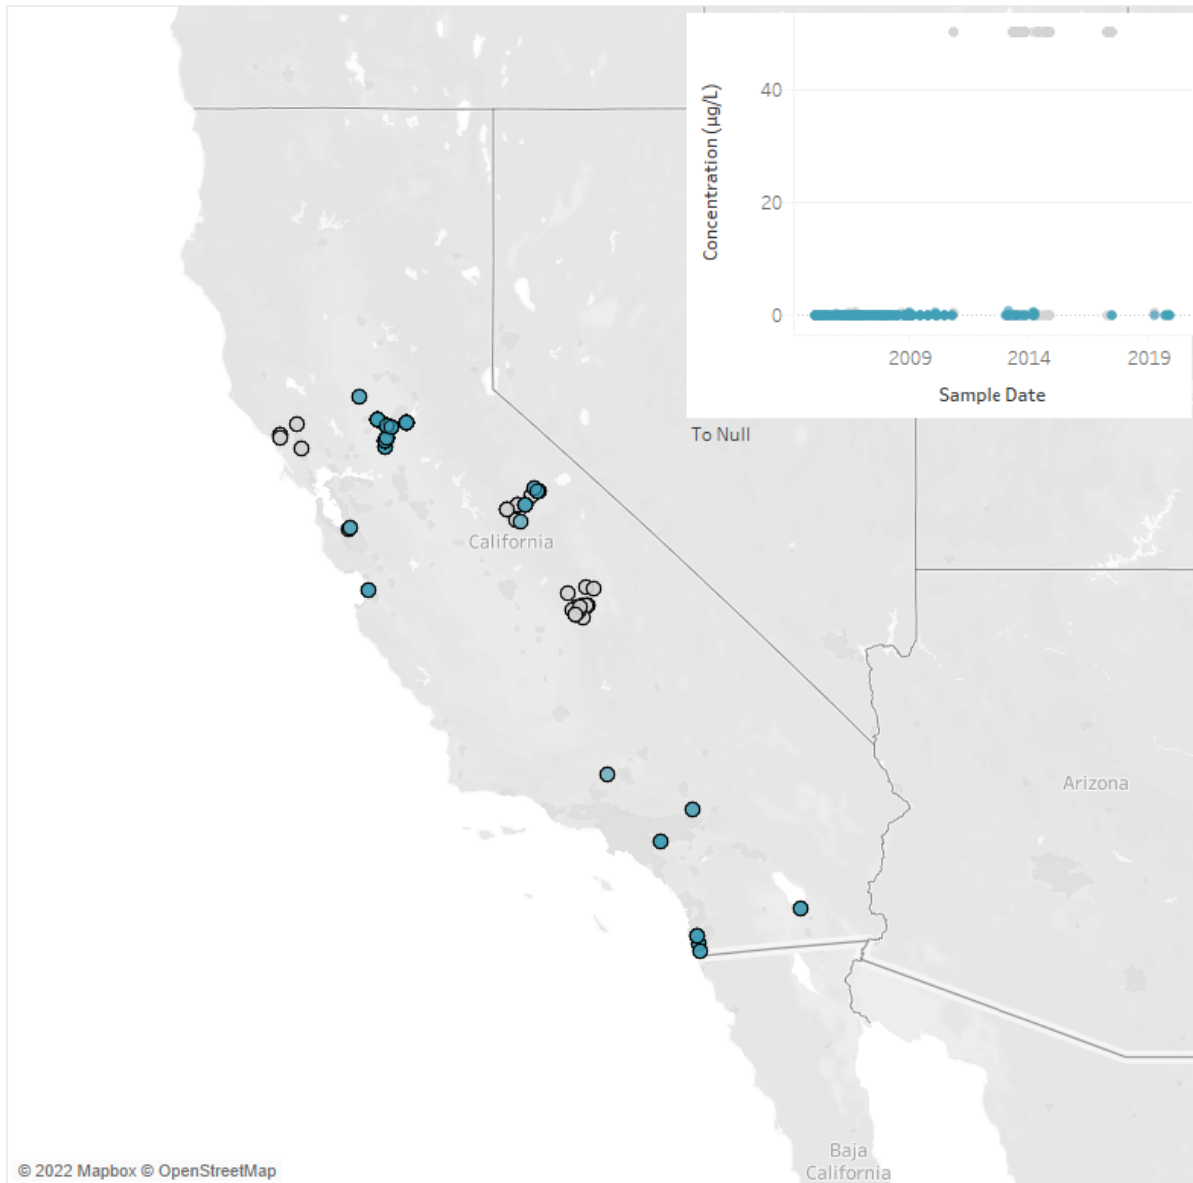 40
20
0
Concentration (µg/L)
2009 2014 2019
Sample Date
To Null
California
Arizona
Baja
California
© 2022 Mapbox © OpenStreetMap